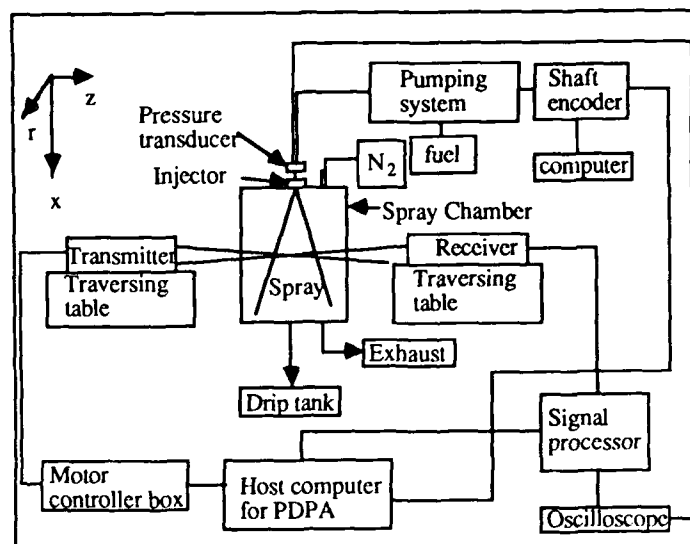 z
r
x
Pressure
transducer
Injector
Pumping
system
Shaft
encoder
fuel
computer
N2
Spray Chamber
Transmitter
Traversing
table
Spray
Receiver
Traversing
table
Exhaust
Drip tank
Signal
processor
Motor
controller box
Host computer
for PDPA
Oscilloscope